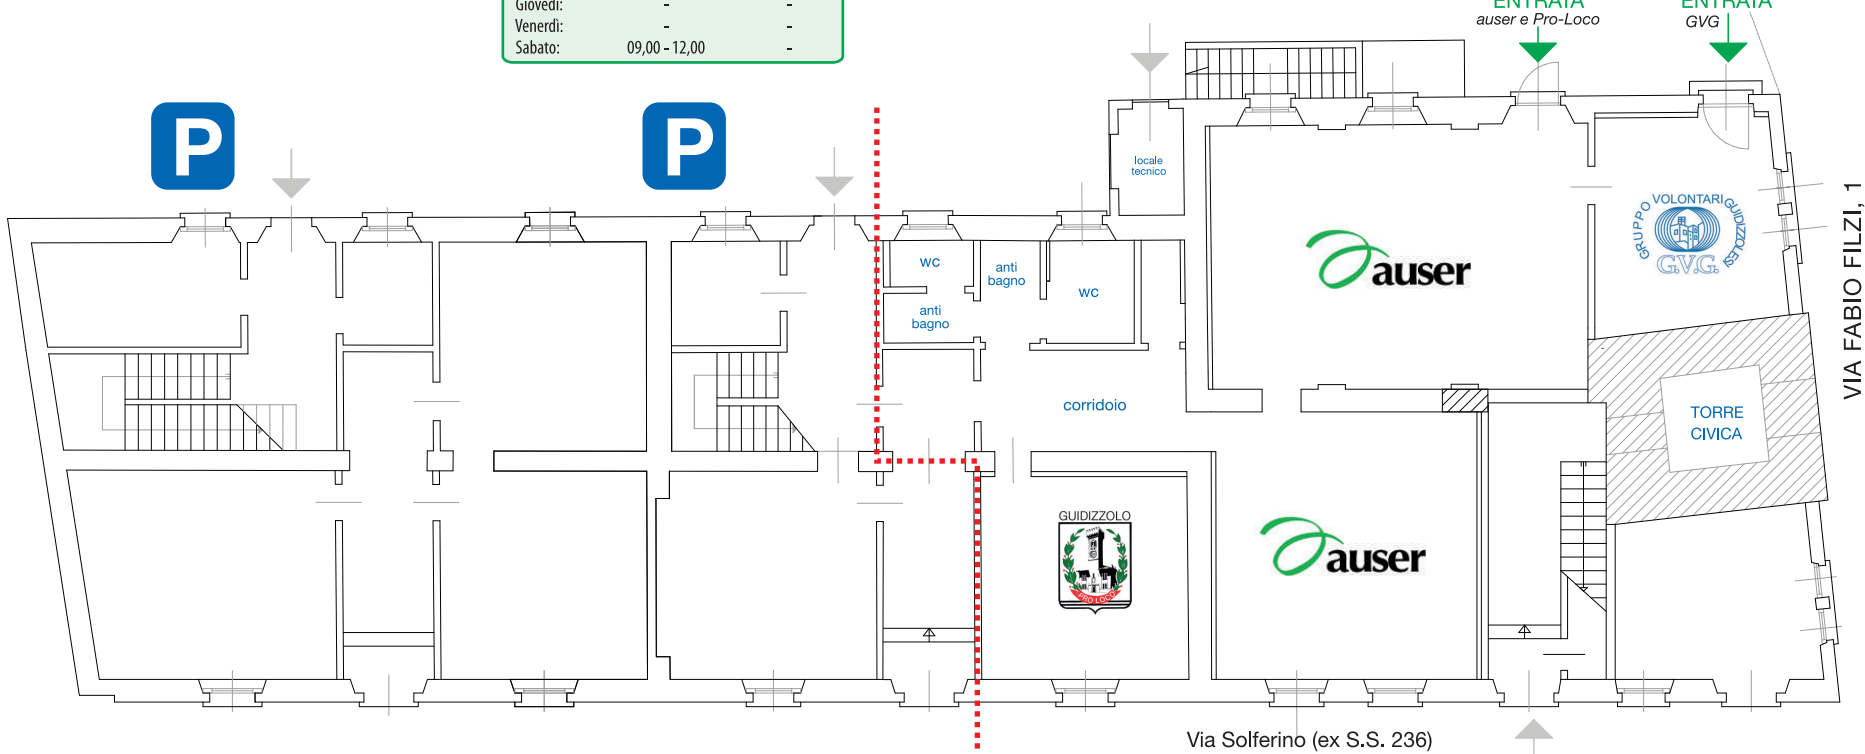 Giovedì: - -
Venerdì: - -
Sabato: 09,00 - 12,00 -
ENTRATA
auser e Pro-Loco
ENTRATA
GVG
P
P
locale
tecnico
GRUPPO VOLONTARI GUIDIZZOLESI
G.V.G.
auser
wc
anti
bagno
wc
anti
bagno
corridoio
TORRE
CIVICA
VIA FABIO FILZI, 1
GUIDIZZOLO
PRO LOCO
auser
Via Solferino (ex S.S. 236)